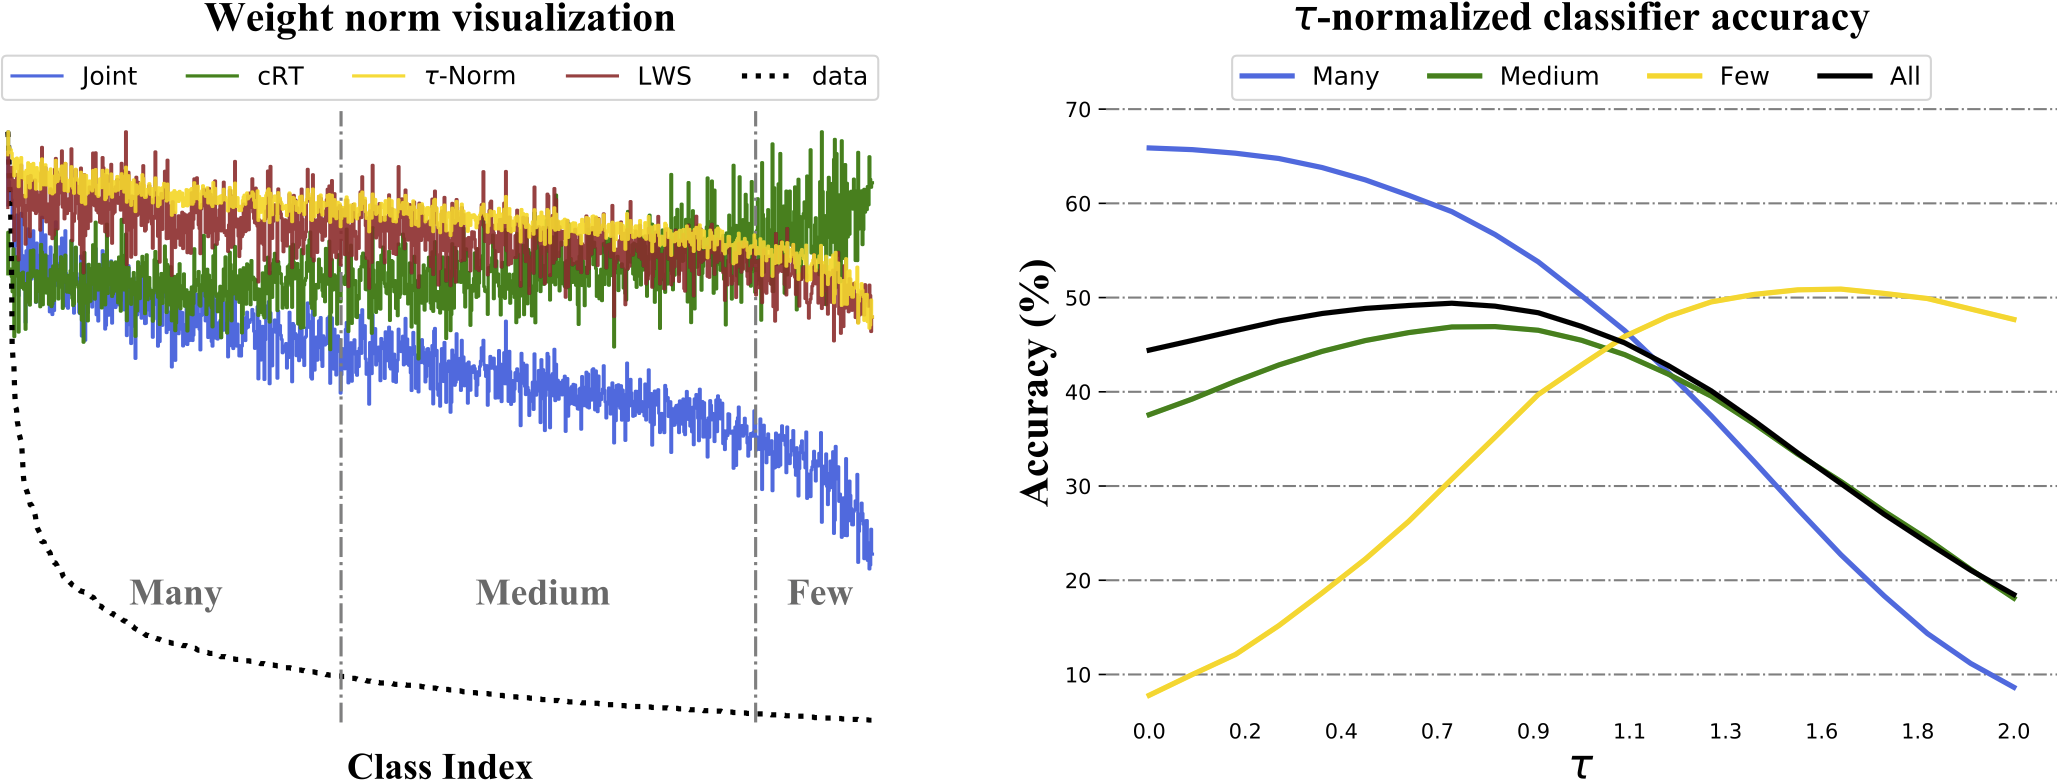 Weight norm visualization
Joint cRT τ-Norm LWS data
Many Medium Few
Class Index
τ-normalized classifier accuracy
Many Medium Few All
70
60
50
40
30
20
10
Accuracy (%)
0.0 0.2 0.4 0.7 0.9 1.1 1.3 1.6 1.8 2.0
τ